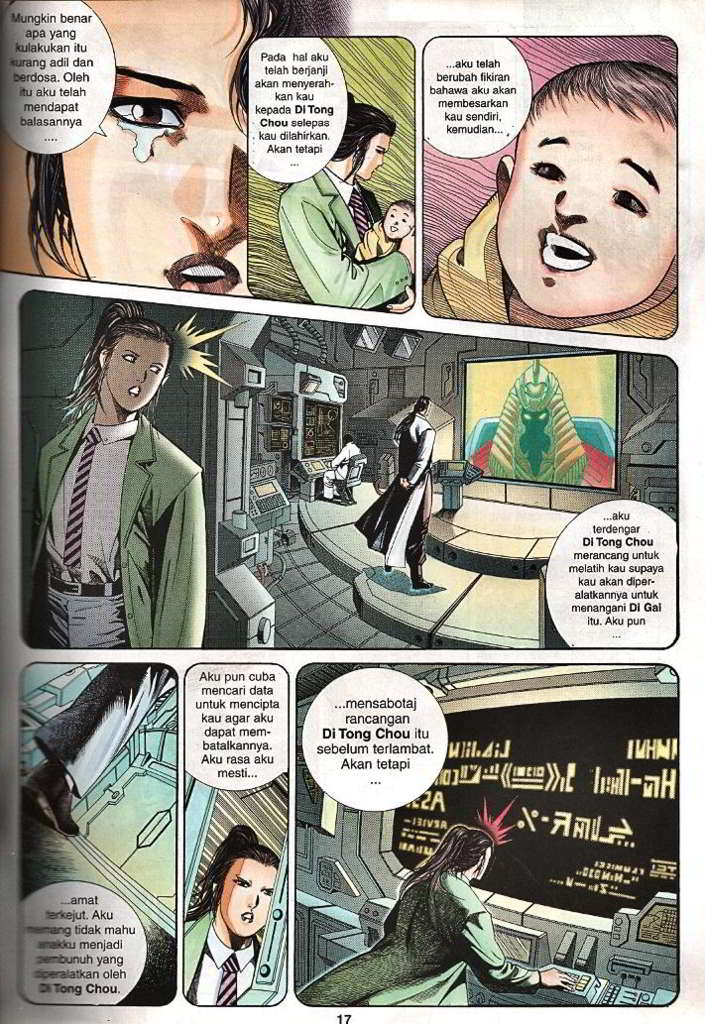 Mungkin benar
apa yang
kulakukan itu
kurang adil dan
berdosa. Oleh
itu aku telah
mendapat
balasannya
....
Pada hal aku
telah berjanji
akan menyerah-
kan kau
kepada Di Tong
Chou selepas
kau dilahirkan.
Akan tetapi
...
...aku telah
berubah fikiran
bahawa aku akan
membesarkan
kau sendiri,
kemudian...
...aku
terdengar
Di Tong Chou
merancang untuk
melatih kau supaya
kau akan diper-
alatkannya untuk
menangani Di Gai
itu. Aku pun
...
...amat
terkejut. Aku
memang tidak mahu
anakku menjadi
pembunuh yang
diperalatkan oleh
Di Tong Chou.
Aku pun cuba
mencari data
untuk mencipta
kau agar aku
dapat mem-
batalkannya.
Aku rasa aku
mesti...
...mensabotaj
rancangan
Di Tong Chou itu
sebelum terlambat.
Akan tetapi
...
17